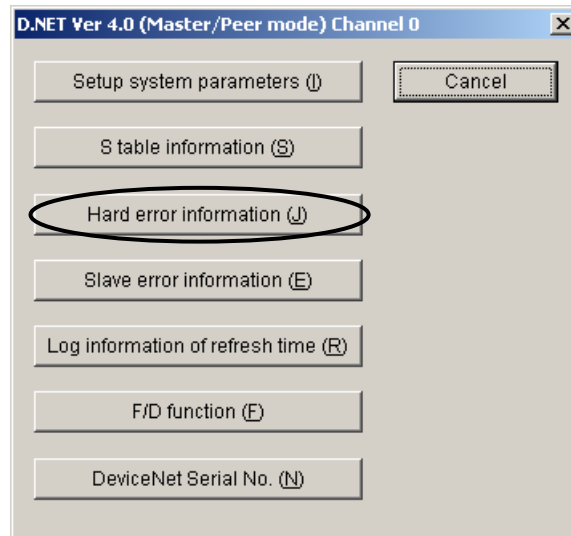 D.NET Ver 4.0 (Master/Peer mode) Channel 0
Setup system parameters (I)
Cancel
S table information (S)
Hard error information (J)
Slave error information (E)
Log information of refresh time (R)
F/D function (F)
DeviceNet Serial No. (N)